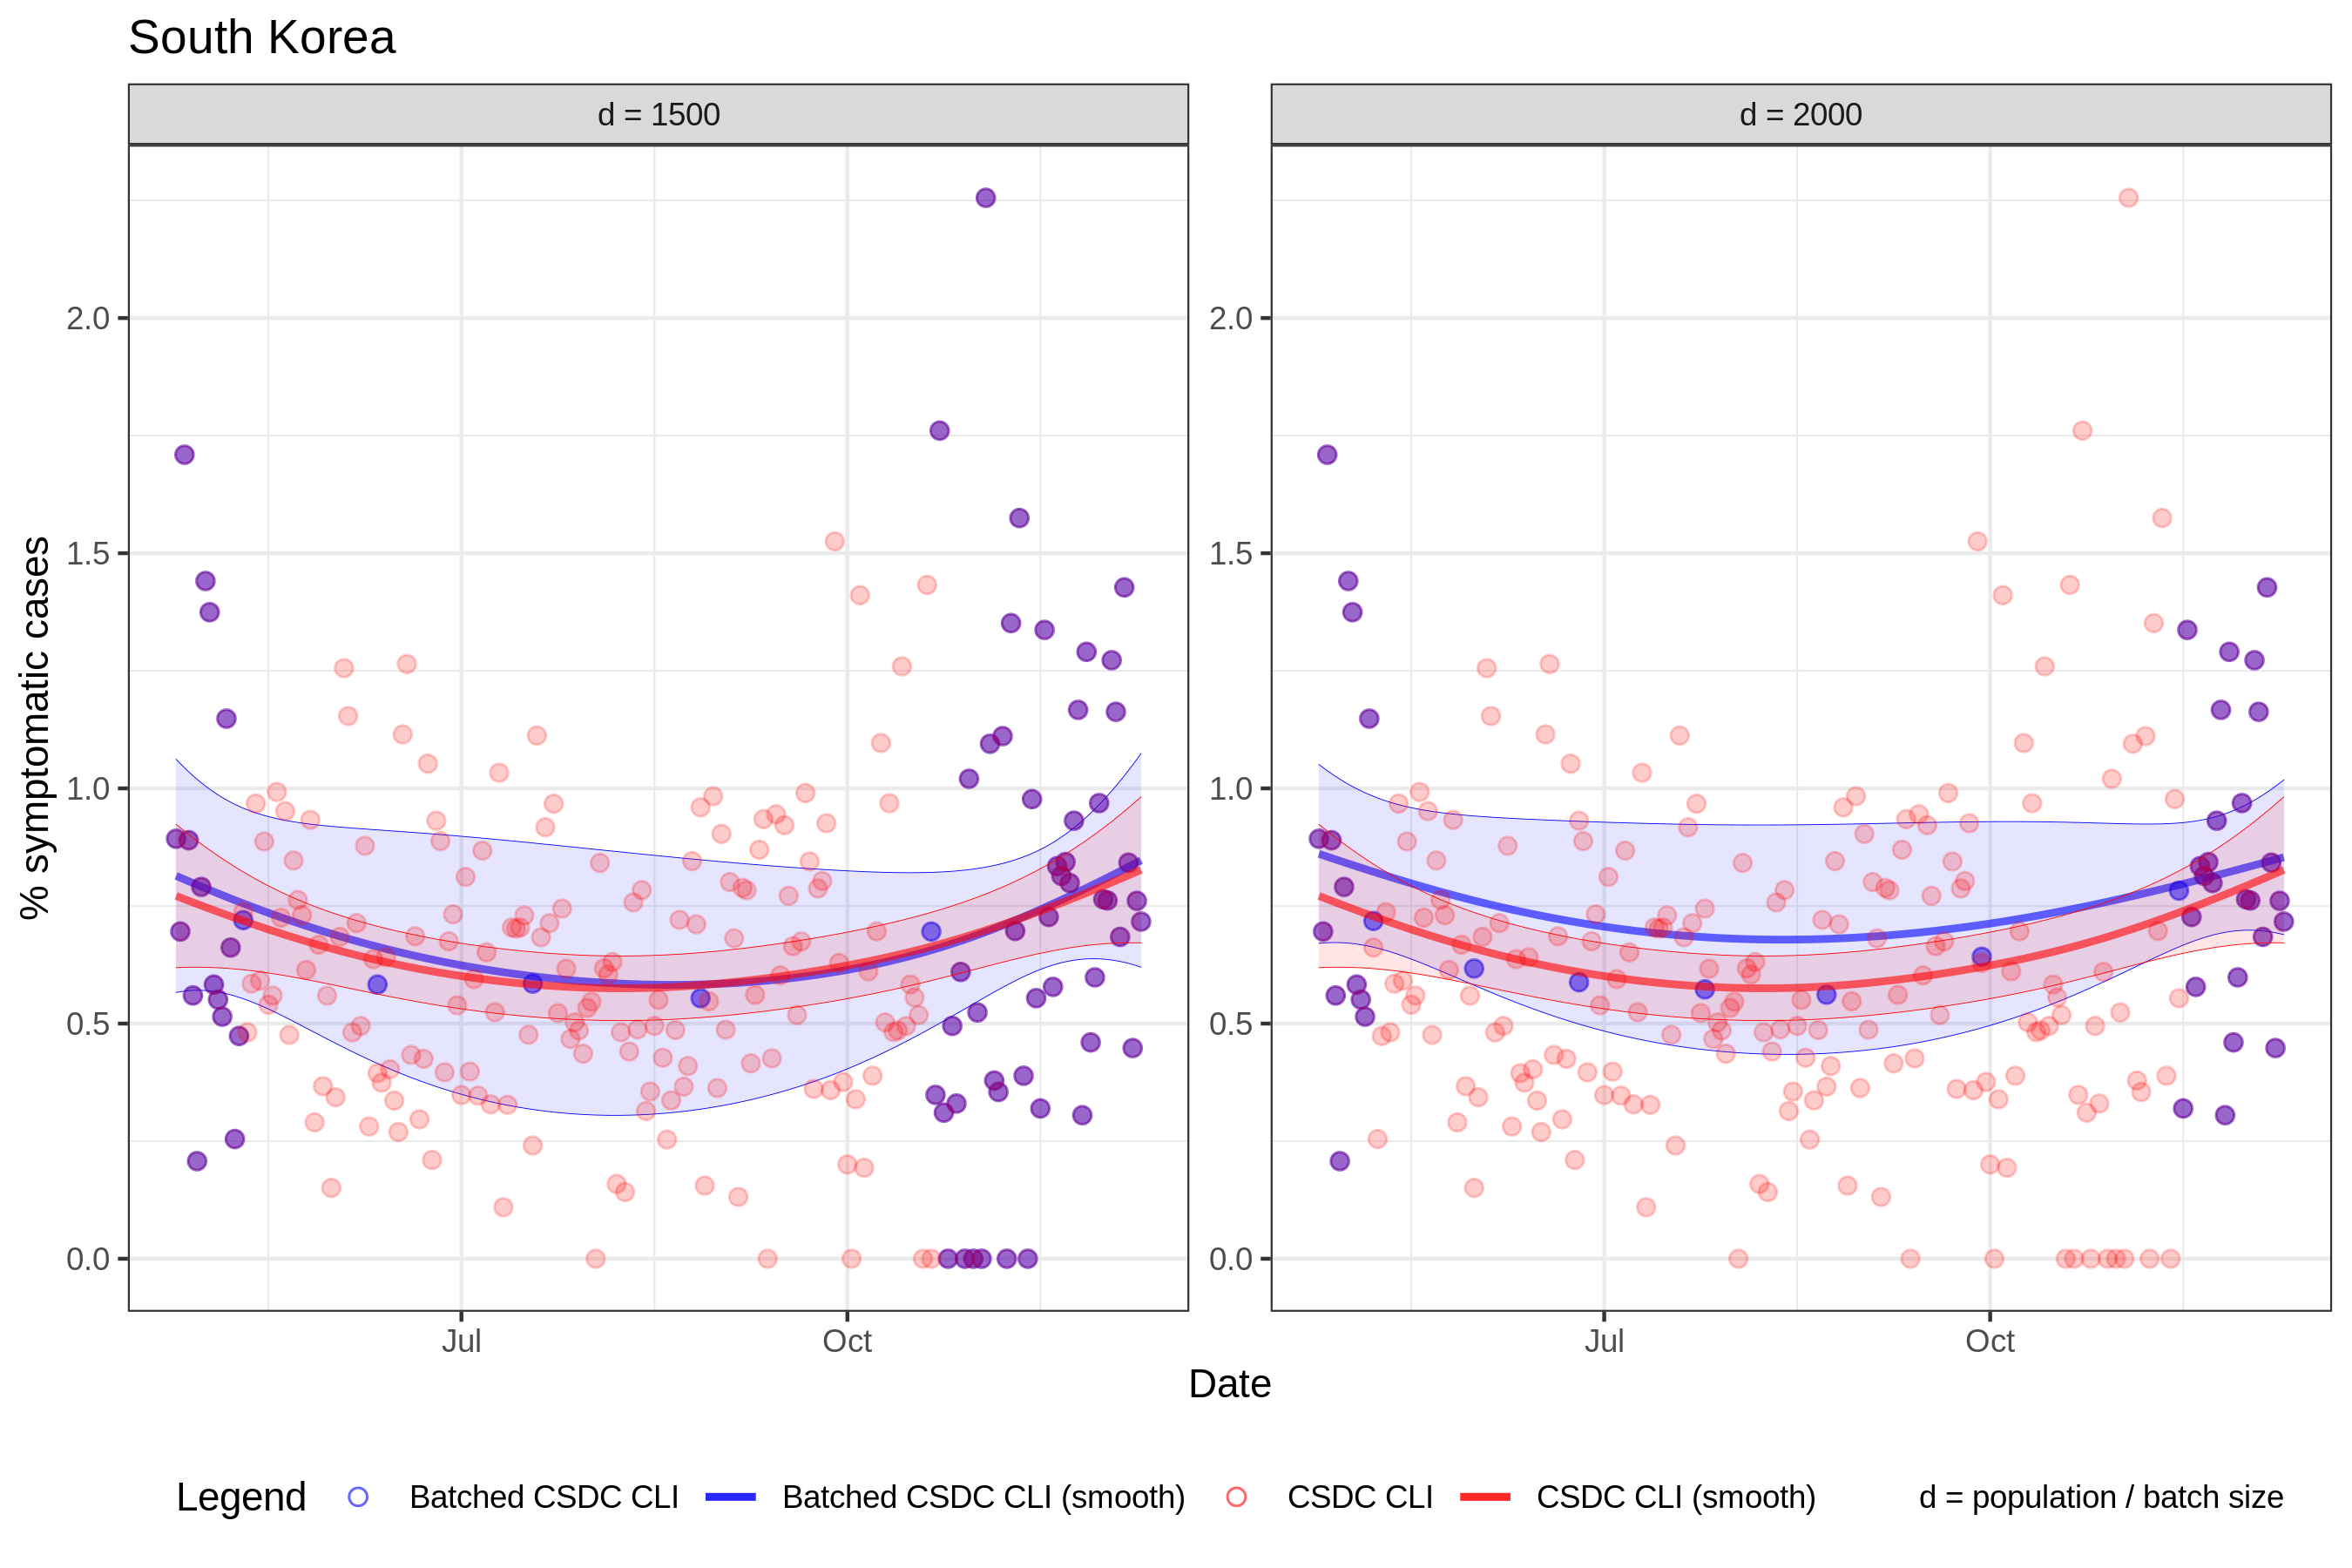 South Korea
d = 1500
d = 2000
% symptomatic cases
2.0
1.5
1.0
0.5
0.0
2.0
1.5
1.0
0.5
0.0
Jul
Oct
Jul
Oct
Date
Legend Batched CSDC CLI Batched CSDC CLI (smooth) CSDC CLI CSDC CLI (smooth) d = population / batch size